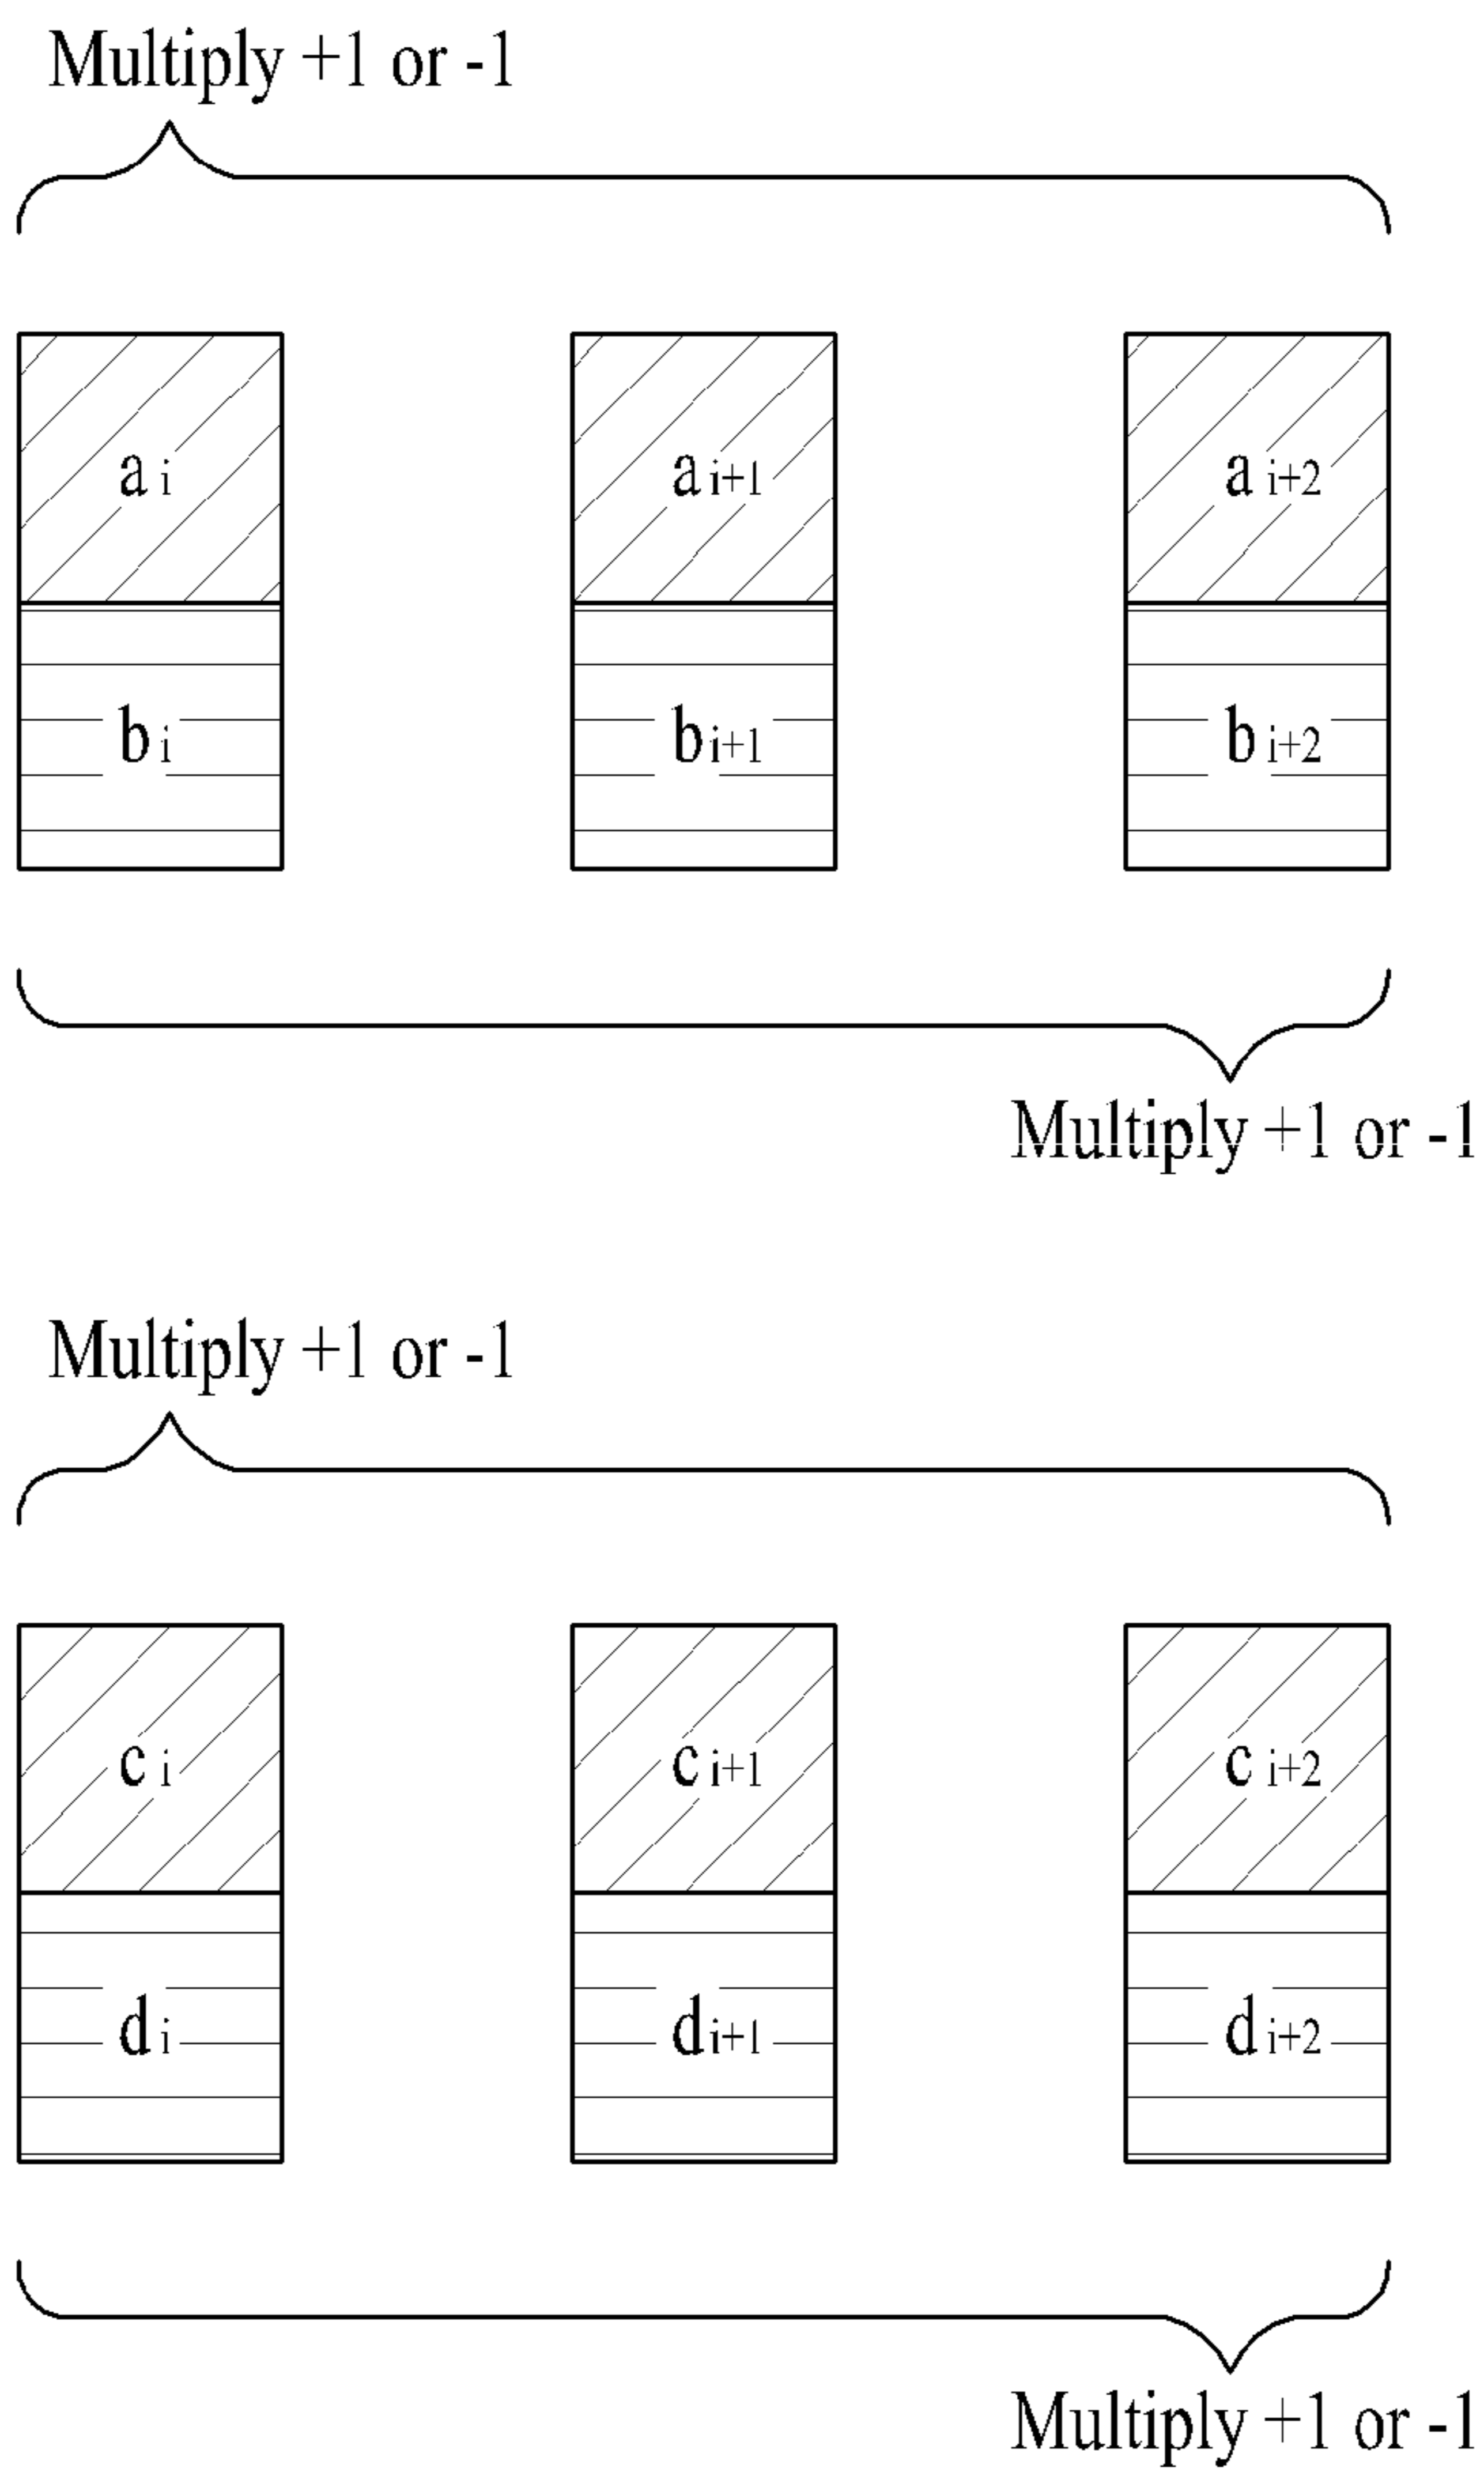 Multiply +1 or -1
a i a i+1 a i+2
b i b i+1 b i+2
Multiply +1 or -1
Multiply +1 or -1
c i c i+1 c i+2
d i d i+1 d i+2
Multiply +1 or -1